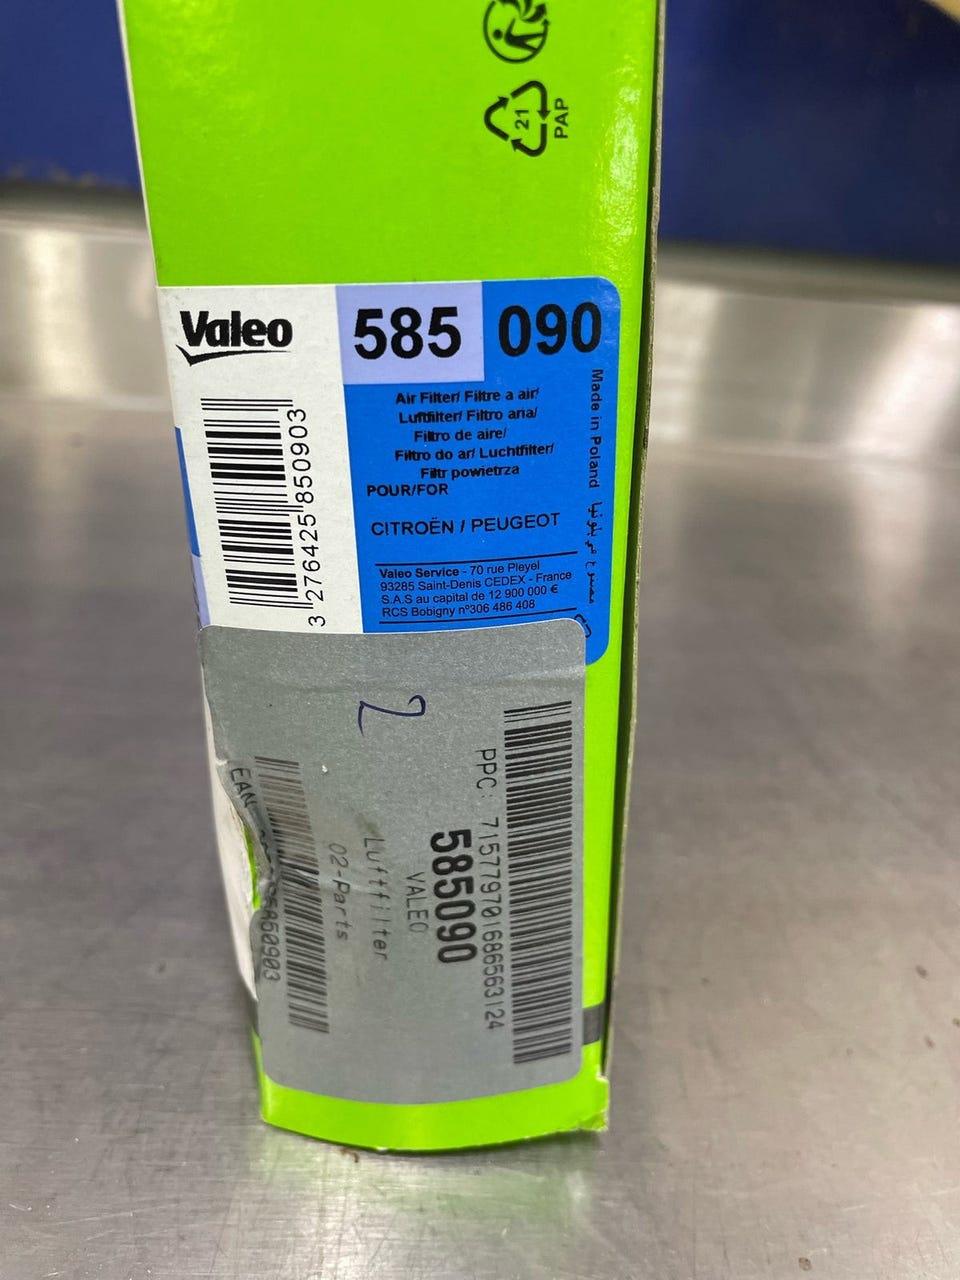 21
PAP
Valeo
585 090
Air Filter/ Filtre a air/
Luftfilter/ Filtro aria/
Filtro de aire/
Filtro do ar/ Luchtfilter/
Filtr powietrza
POUR/FOR
CITROËN / PEUGEOT
Valeo Service - 70 rue Pleyel
93285 Saint-Denis CEDEX - France
S.A.S au capital de 12 900 000 €
RCS Bobigny n°306 486 408
Made in Poland
3 276425 850903
2
PPC: 715779701686563124
585090
VALEO
Luftfilter
02-Parts
EAN
850903